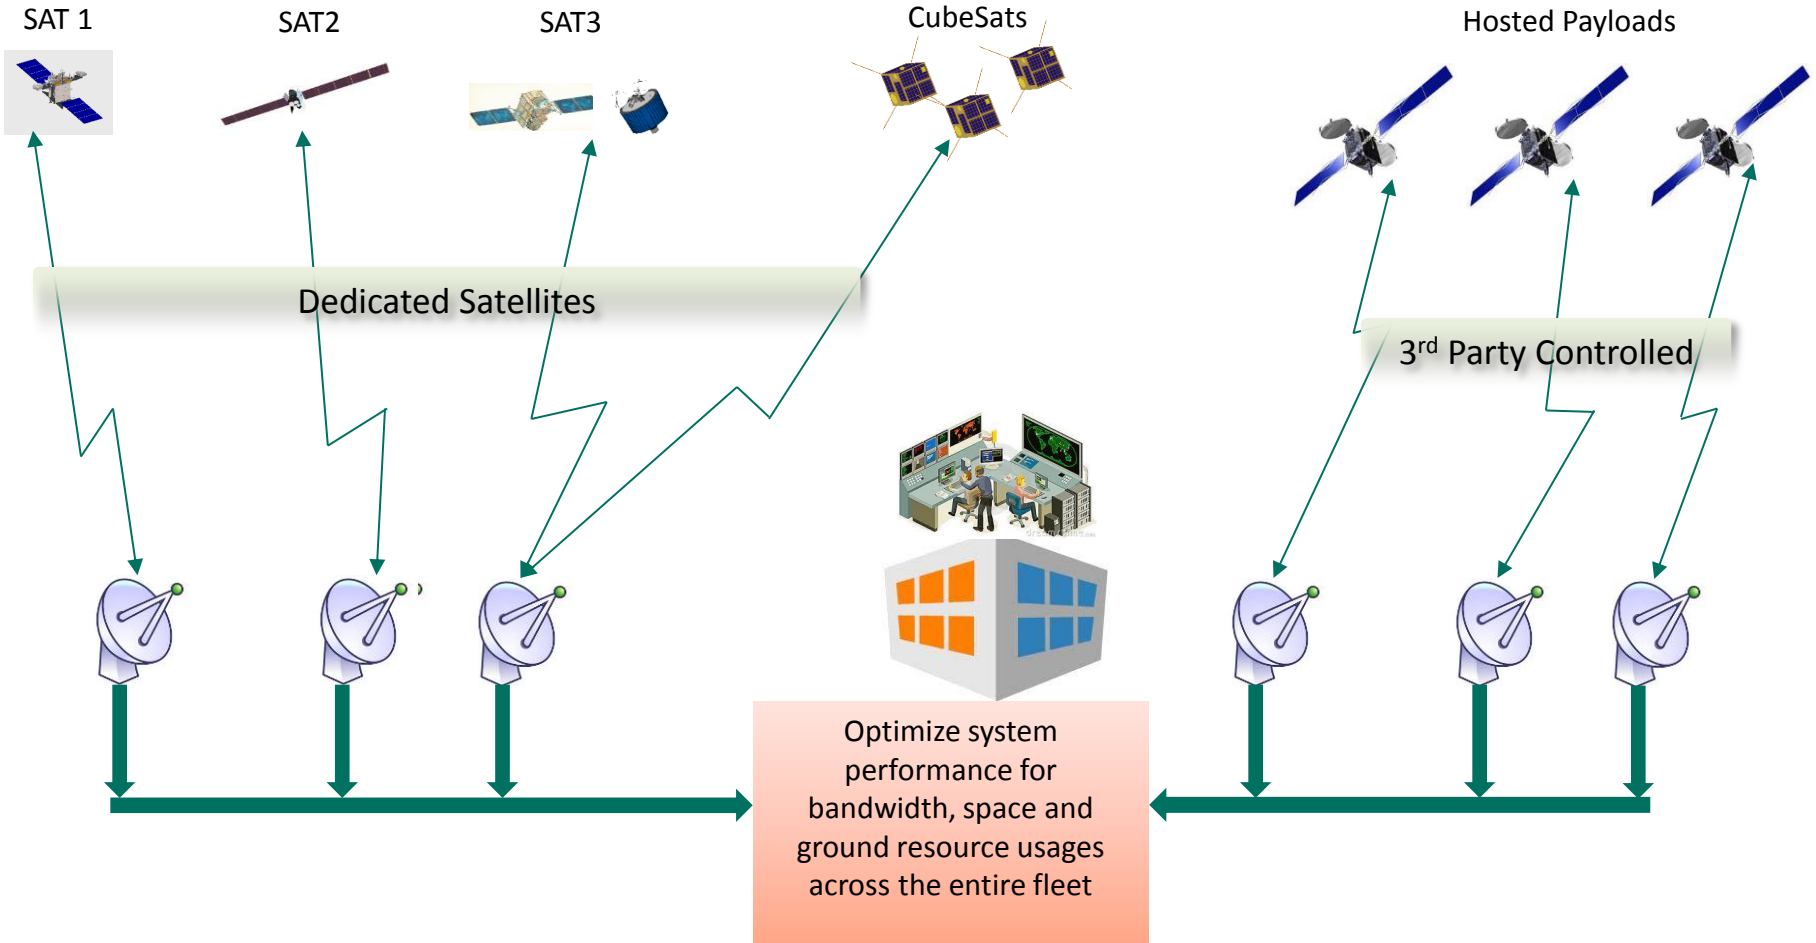 SAT 1
SAT2
SAT3
CubeSats
Hosted Payloads
Dedicated Satellites
3rd Party Controlled
Optimize system
performance for
bandwidth, space and
ground resource usages
across the entire fleet